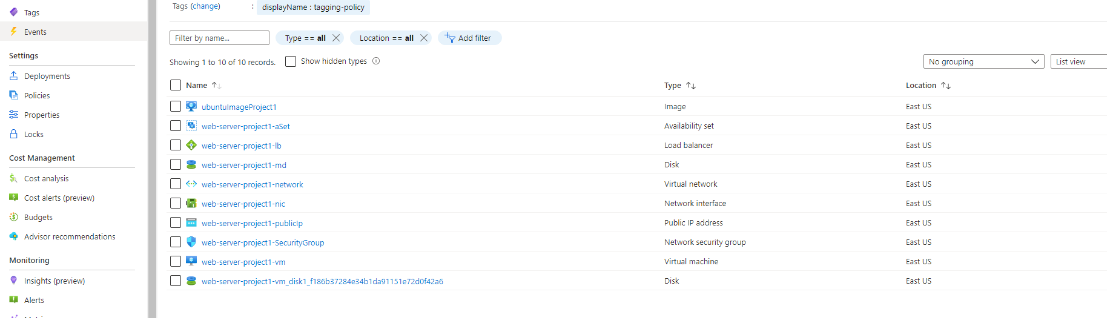 Tags
Events
Settings
Deployments
Policies
Properties
Locks
Cost Management
Cost analysis
Cost alerts (preview)
Budgets
Advisor recommendations
Monitoring
Insights (preview)
Alerts
Tags (change) : displayName : tagging-policy
Filter by name... Type == all Location == all Add filter
Showing 1 to 10 of 10 records. Show hidden types No grouping List view
Name Type Location
ubuntuImageProject1 Image East US
web-server-project1-aSet Availability set East US
web-server-project1-lb Load balancer East US
web-server-project1-md Disk East US
web-server-project1-network Virtual network East US
web-server-project1-nic Network interface East US
web-server-project1-publicIp Public IP address East US
web-server-project1-SecurityGroup Network security group East US
web-server-project1-vm Virtual machine East US
web-server-project1-vm_disk1_f186b37284e34b1da91151e72d0f42a6 Disk East US